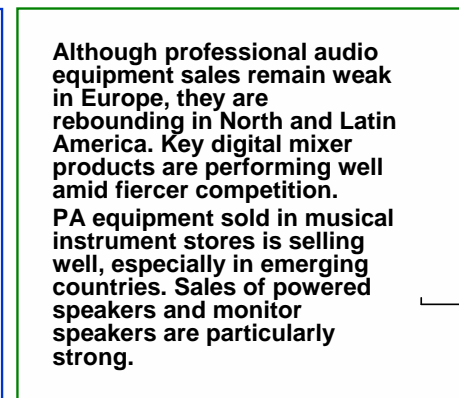 Although professional audio
equipment sales remain weak
in Europe, they are
rebounding in North and Latin
America. Key digital mixer
products are performing well
amid fiercer competition.
PA equipment sold in musical
instrument stores is selling
well, especially in emerging
countries. Sales of powered
speakers and monitor
speakers are particularly
strong.